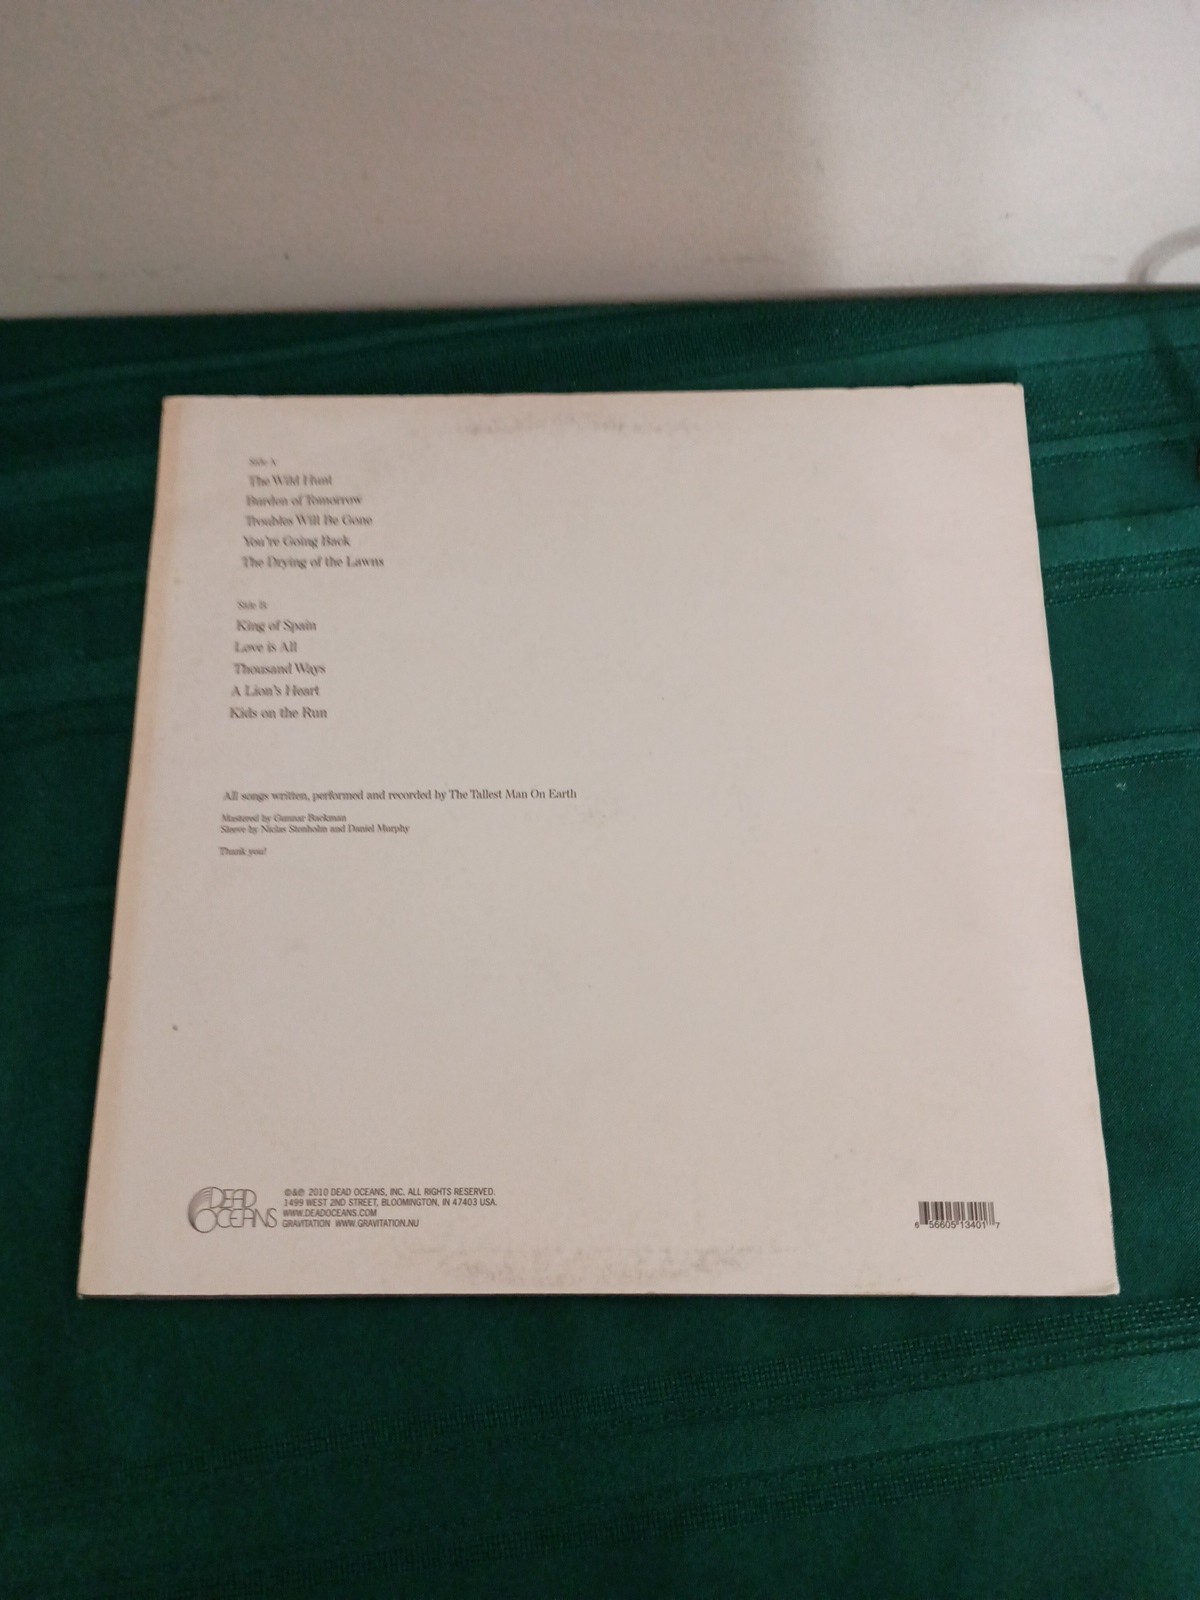 Side A
The Wild Hunt
Burden of Tomorrow
Troubles Will Be Gone
You're Going Back
The Drying of the Lawns
Side B
King of Spain
Love is All
Thousand Ways
A Lion's Heart
Kids on the Run
All songs written, performed and recorded by The Tallest Man On Earth
Mastered by Gunnar Backman
Sleeve by Niclas Stenholm and Daniel Murphy
Thank you!
DEAD OCEANS
©&℗ 2010 DEAD OCEANS, INC. ALL RIGHTS RESERVED.
1499 WEST 2ND STREET, BLOOMINGTON, IN 47403 USA.
WWW.DEADOCEANS.COM
GRAVITATION WWW.GRAVITATION.NU
6 56605 13401 7